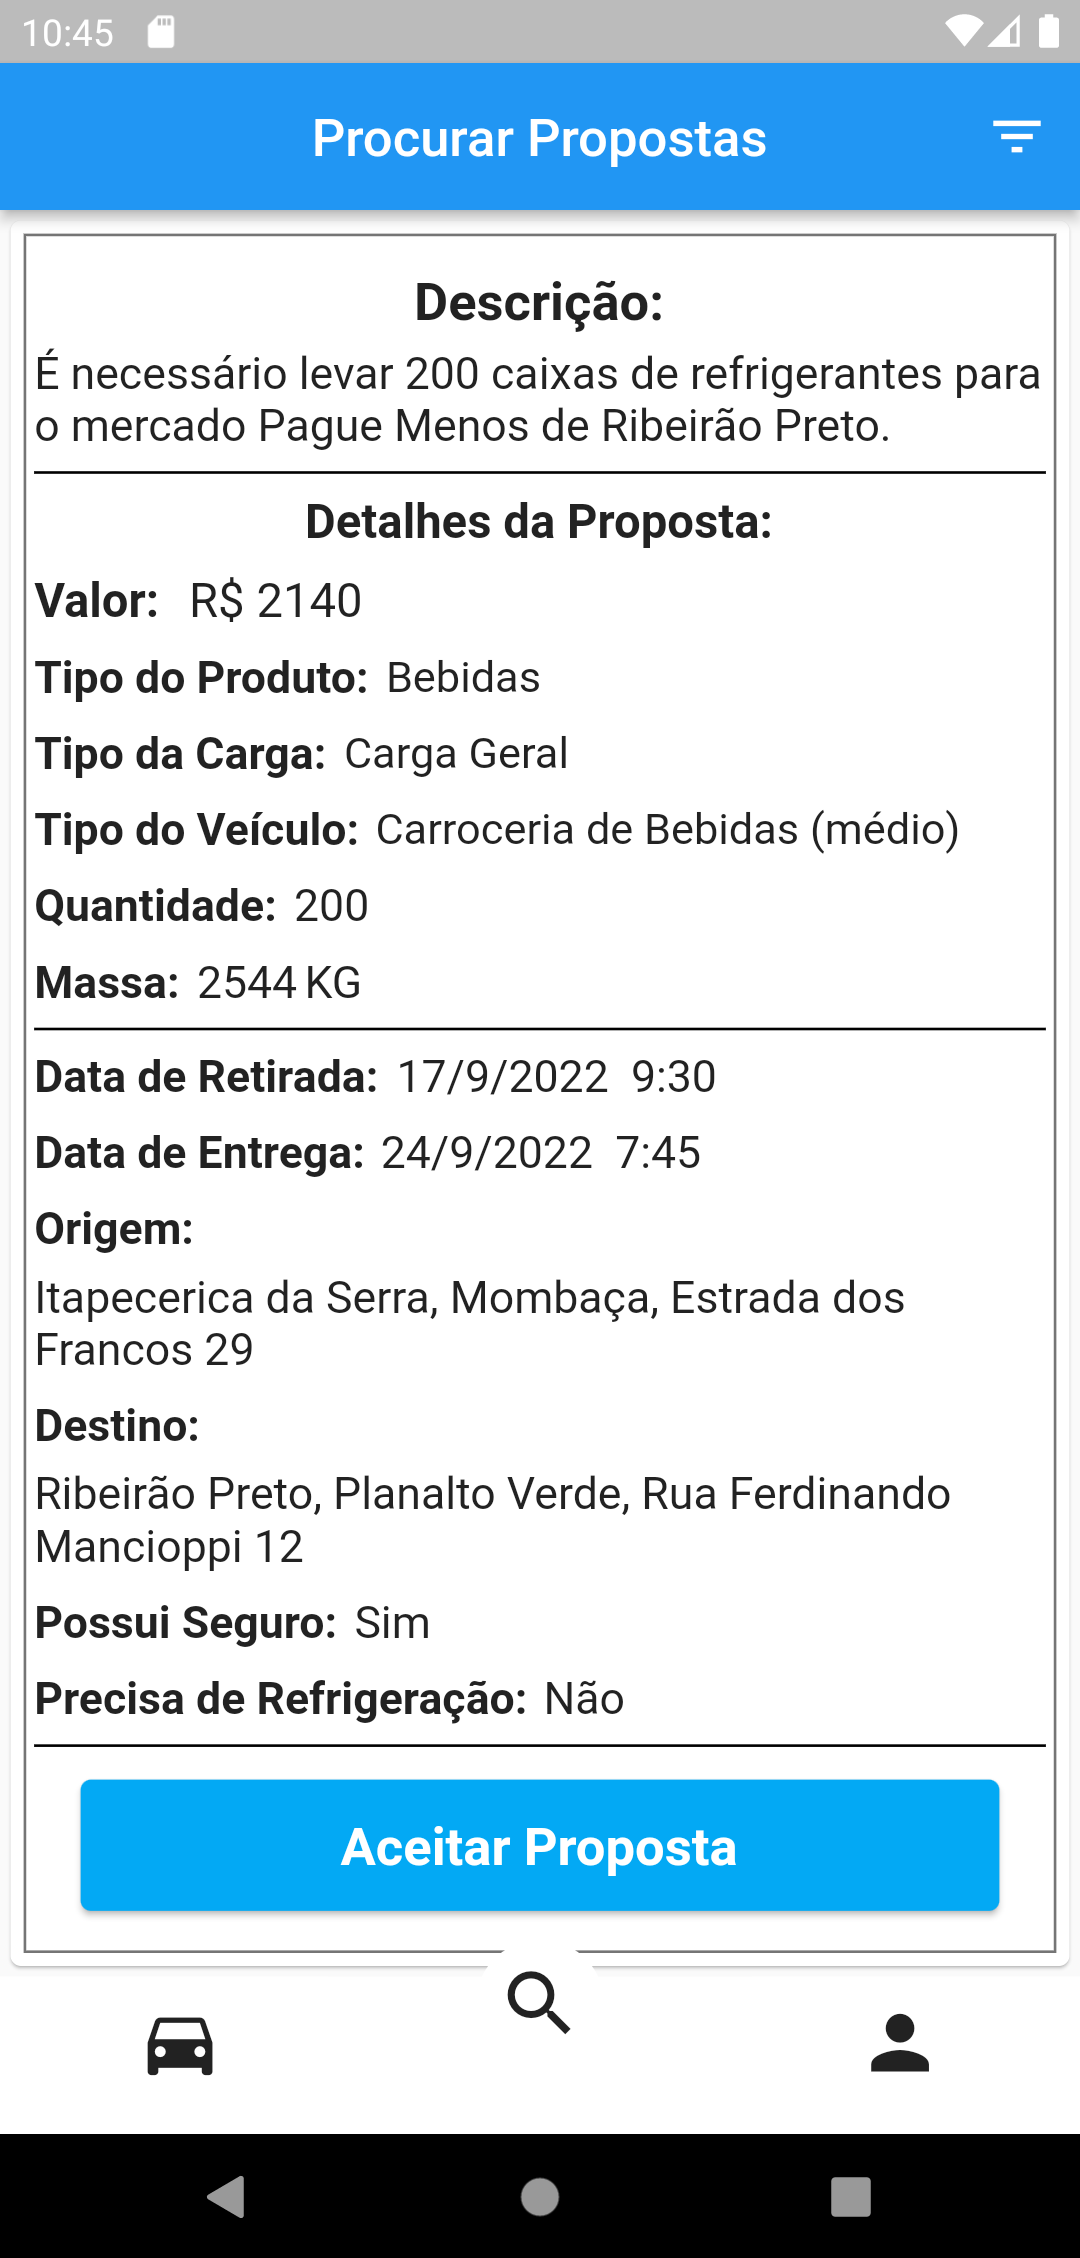 10:45
Procurar Propostas
Descrição:
É necessário levar 200 caixas de refrigerantes para
o mercado Pague Menos de Ribeirão Preto.
Detalhes da Proposta:
Valor: R$ 2140
Tipo do Produto: Bebidas
Tipo da Carga: Carga Geral
Tipo do Veículo: Carroceria de Bebidas (médio)
Quantidade: 200
Massa: 2544 KG
Data de Retirada: 17/9/2022 9:30
Data de Entrega: 24/9/2022 7:45
Origem:
Itapecerica da Serra, Mombaça, Estrada dos
Francos 29
Destino:
Ribeirão Preto, Planalto Verde, Rua Ferdinando
Mancioppi 12
Possui Seguro: Sim
Precisa de Refrigeração: Não
Aceitar Proposta